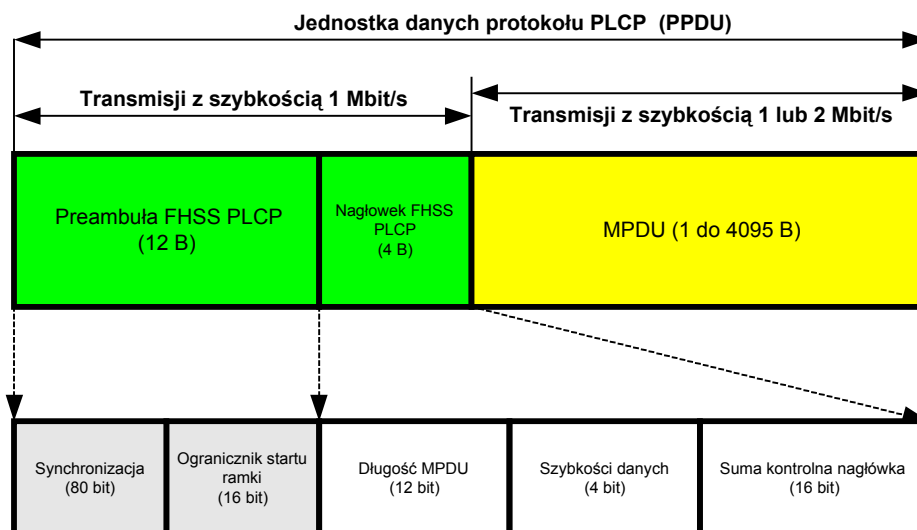 Jednostka danych protokołu PLCP (PPDU)
Transmisji z szybkością 1 Mbit/s
Transmisji z szybkością 1 lub 2 Mbit/s
Preambuła FHSS PLCP
(12 B)
Nagłowek FHSS
PLCP
(4 B)
MPDU (1 do 4095 B)
Synchronizacja
(80 bit)
Ogranicznik startu
ramki
(16 bit)
Długość MPDU
(12 bit)
Szybkości danych
(4 bit)
Suma kontrolna nagłówka
(16 bit)